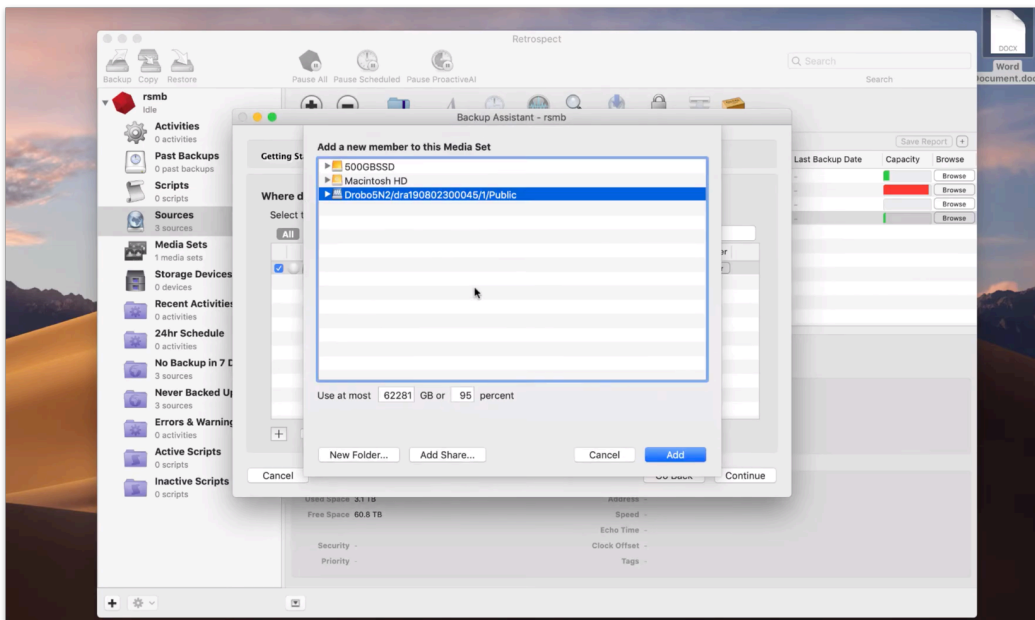 Retrospect
DOCX
Word
Document.doc
Backup Copy Restore
Pause All Pause Scheduled Pause ProactiveAI
Search
Search
rsmb
Idle
Activities
0 activities
Past Backups
0 past backups
Scripts
0 scripts
Sources
3 sources
Media Sets
1 media sets
Storage Devices
0 devices
Recent Activities
0 activities
24hr Schedule
0 activities
No Backup in 7 D
3 sources
Never Backed Up
3 sources
Errors & Warning
0 activities
Active Scripts
0 scripts
Inactive Scripts
0 scripts
Backup Assistant - rsmb
Getting St
Where d
Select t
All
er
Add a new member to this Media Set
500GBSSD
Macintosh HD
Drobo5N2/dra190802300045/1/Public
Use at most 62281 GB or 95 percent
New Folder... Add Share... Cancel Add
Cancel Go Back Continue
Save Report
Last Backup Date Capacity Browse
- Browse
- Browse
- Browse
- Browse
Used Space 3.1 TB
Free Space 60.8 TB
Security -
Priority -
Address -
Speed -
Echo Time -
Clock Offset -
Tags -